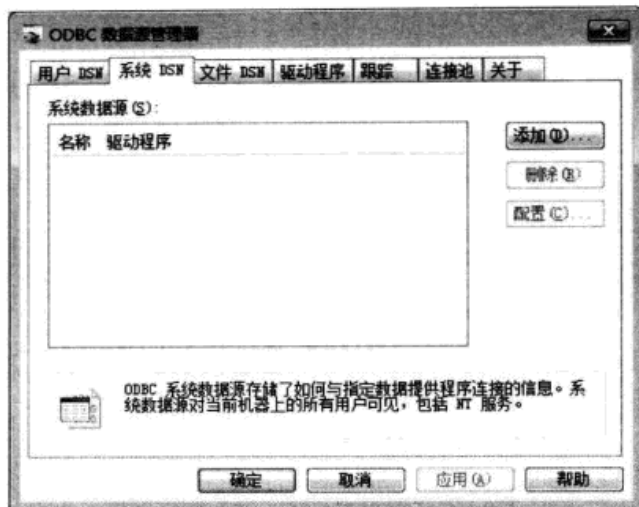 ODBC 数据源管理器
用户 DSN 系统 DSN 文件 DSN 驱动程序 跟踪 连接池 关于
系统数据源(S):
名称 驱动程序
添加(D)...
删除(R)
配置(C)...
ODBC 系统数据源存储了如何与指定数据提供程序连接的信息。系
统数据源对当前机器上的所有用户可见,包括 NT 服务。
确定 取消 应用(A) 帮助